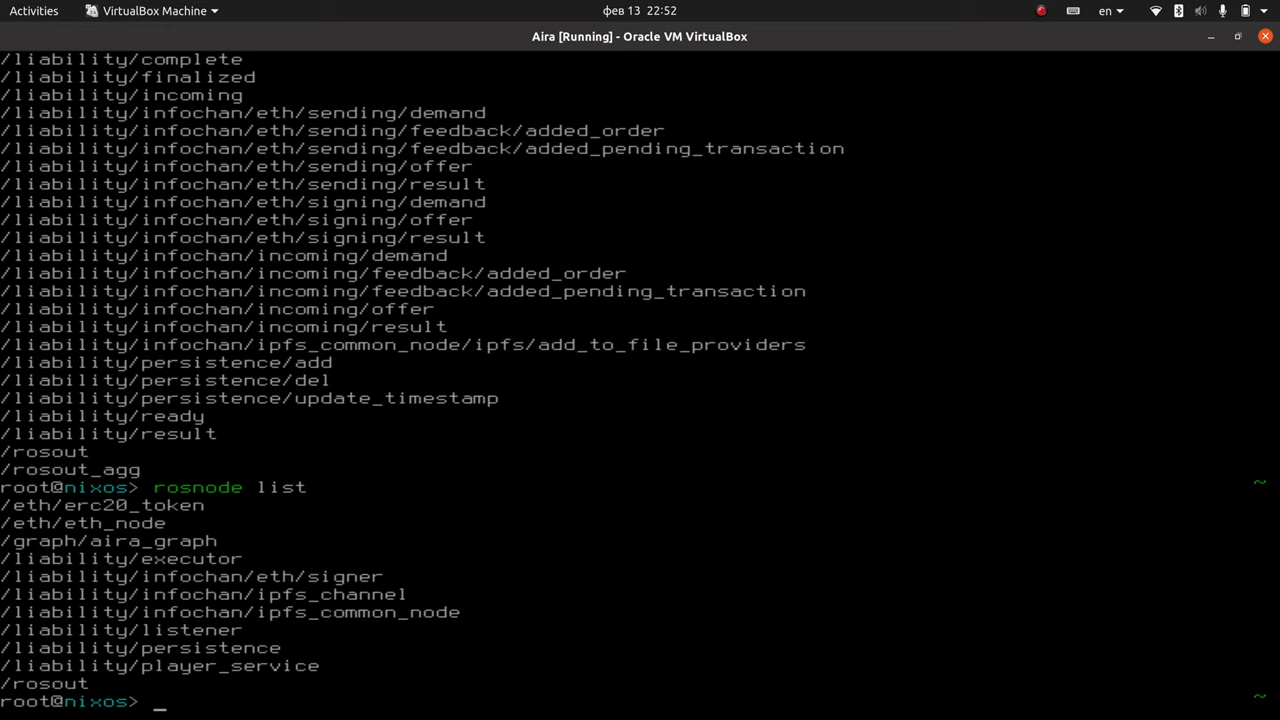 Activities VirtualBox Machine фев 13 22:52 en
Aira [Running] - Oracle VM VirtualBox
/liability/complete
/liability/finalized
/liability/incoming
/liability/infochan/eth/sending/demand
/liability/infochan/eth/sending/feedback/added_order
/liability/infochan/eth/sending/feedback/added_pending_transaction
/liability/infochan/eth/sending/offer
/liability/infochan/eth/sending/result
/liability/infochan/eth/signing/demand
/liability/infochan/eth/signing/offer
/liability/infochan/eth/signing/result
/liability/infochan/incoming/demand
/liability/infochan/incoming/feedback/added_order
/liability/infochan/incoming/feedback/added_pending_transaction
/liability/infochan/incoming/offer
/liability/infochan/incoming/result
/liability/infochan/ipfs_common_node/ipfs/add_to_file_providers
/liability/persistence/add
/liability/persistence/del
/liability/persistence/update_timestamp
/liability/ready
/liability/result
/rosout
/rosout_agg
root@nixos> rosnode list ~
/eth/erc20_token
/eth/eth_node
/graph/aira_graph
/liability/executor
/liability/infochan/eth/signer
/liability/infochan/ipfs_channel
/liability/infochan/ipfs_common_node
/liability/listener
/liability/persistence
/liability/player_service
/rosout
root@nixos> _ ~